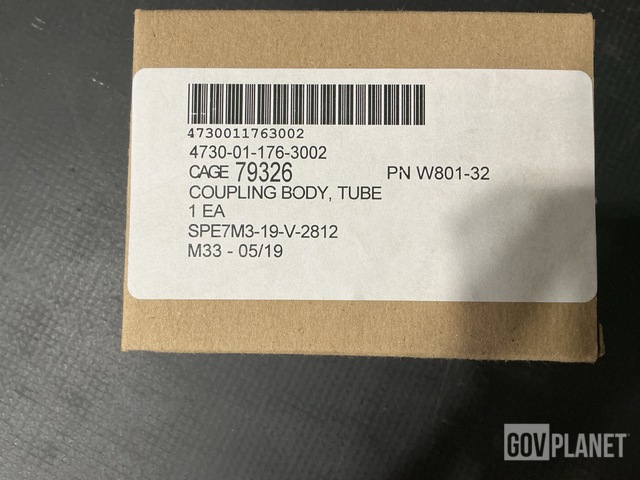 4730011763002
4730-01-176-3002
CAGE 79326 PN W801-32
COUPLING BODY, TUBE
1 EA
SPE7M3-19-V-2812
M33 - 05/19
GOVPLANET